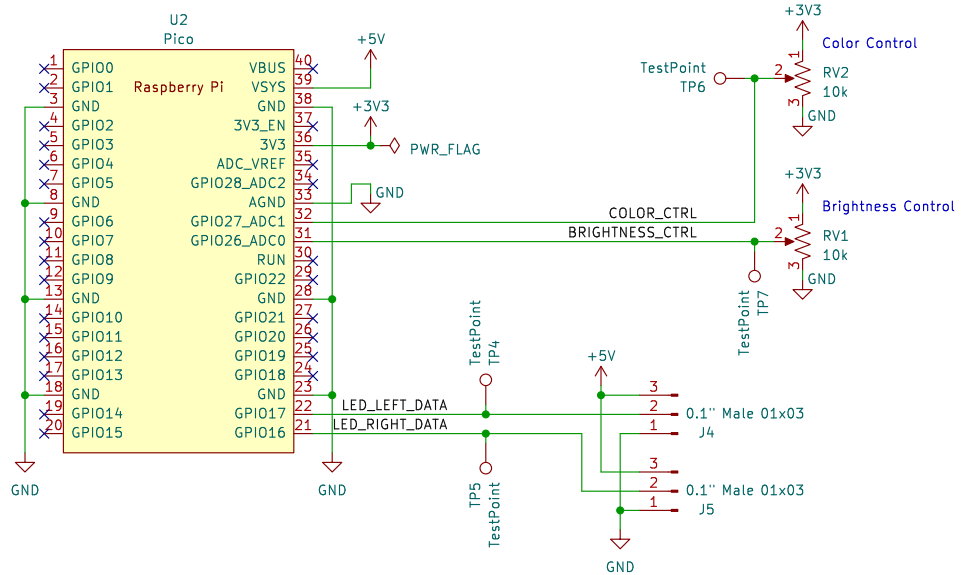 U2
Pico
Raspberry Pi
1 GPIO0
2 GPIO1
3 GND
4 GPIO2
5 GPIO3
6 GPIO4
7 GPIO5
8 GND
9 GPIO6
10 GPIO7
11 GPIO8
12 GPIO9
13 GND
14 GPIO10
15 GPIO11
16 GPIO12
17 GPIO13
18 GND
19 GPIO14
20 GPIO15
GND
VBUS 40
VSYS 39
GND 38
3V3_EN 37
3V3 36
ADC_VREF 35
GPIO28_ADC2 34
AGND 33
GPIO27_ADC1 32
GPIO26_ADC0 31
RUN 30
GPIO22 29
GND 28
GPIO21 27
GPIO20 26
GPIO19 25
GPIO18 24
GND 23
GPIO17 22
GPIO16 21
GND
+5V
+3V3
PWR_FLAG
GND
COLOR_CTRL
BRIGHTNESS_CTRL
LED_LEFT_DATA
LED_RIGHT_DATA
TestPoint
TP4
TP5
TestPoint
TestPoint
TP6
+3V3
Color Control
1
2
3
RV2
10k
GND
+3V3
Brightness Control
1
2
3
RV1
10k
GND
TestPoint
TP7
+5V
3
2
1
0.1" Male 01x03
J4
3
2
1
0.1" Male 01x03
J5
GND